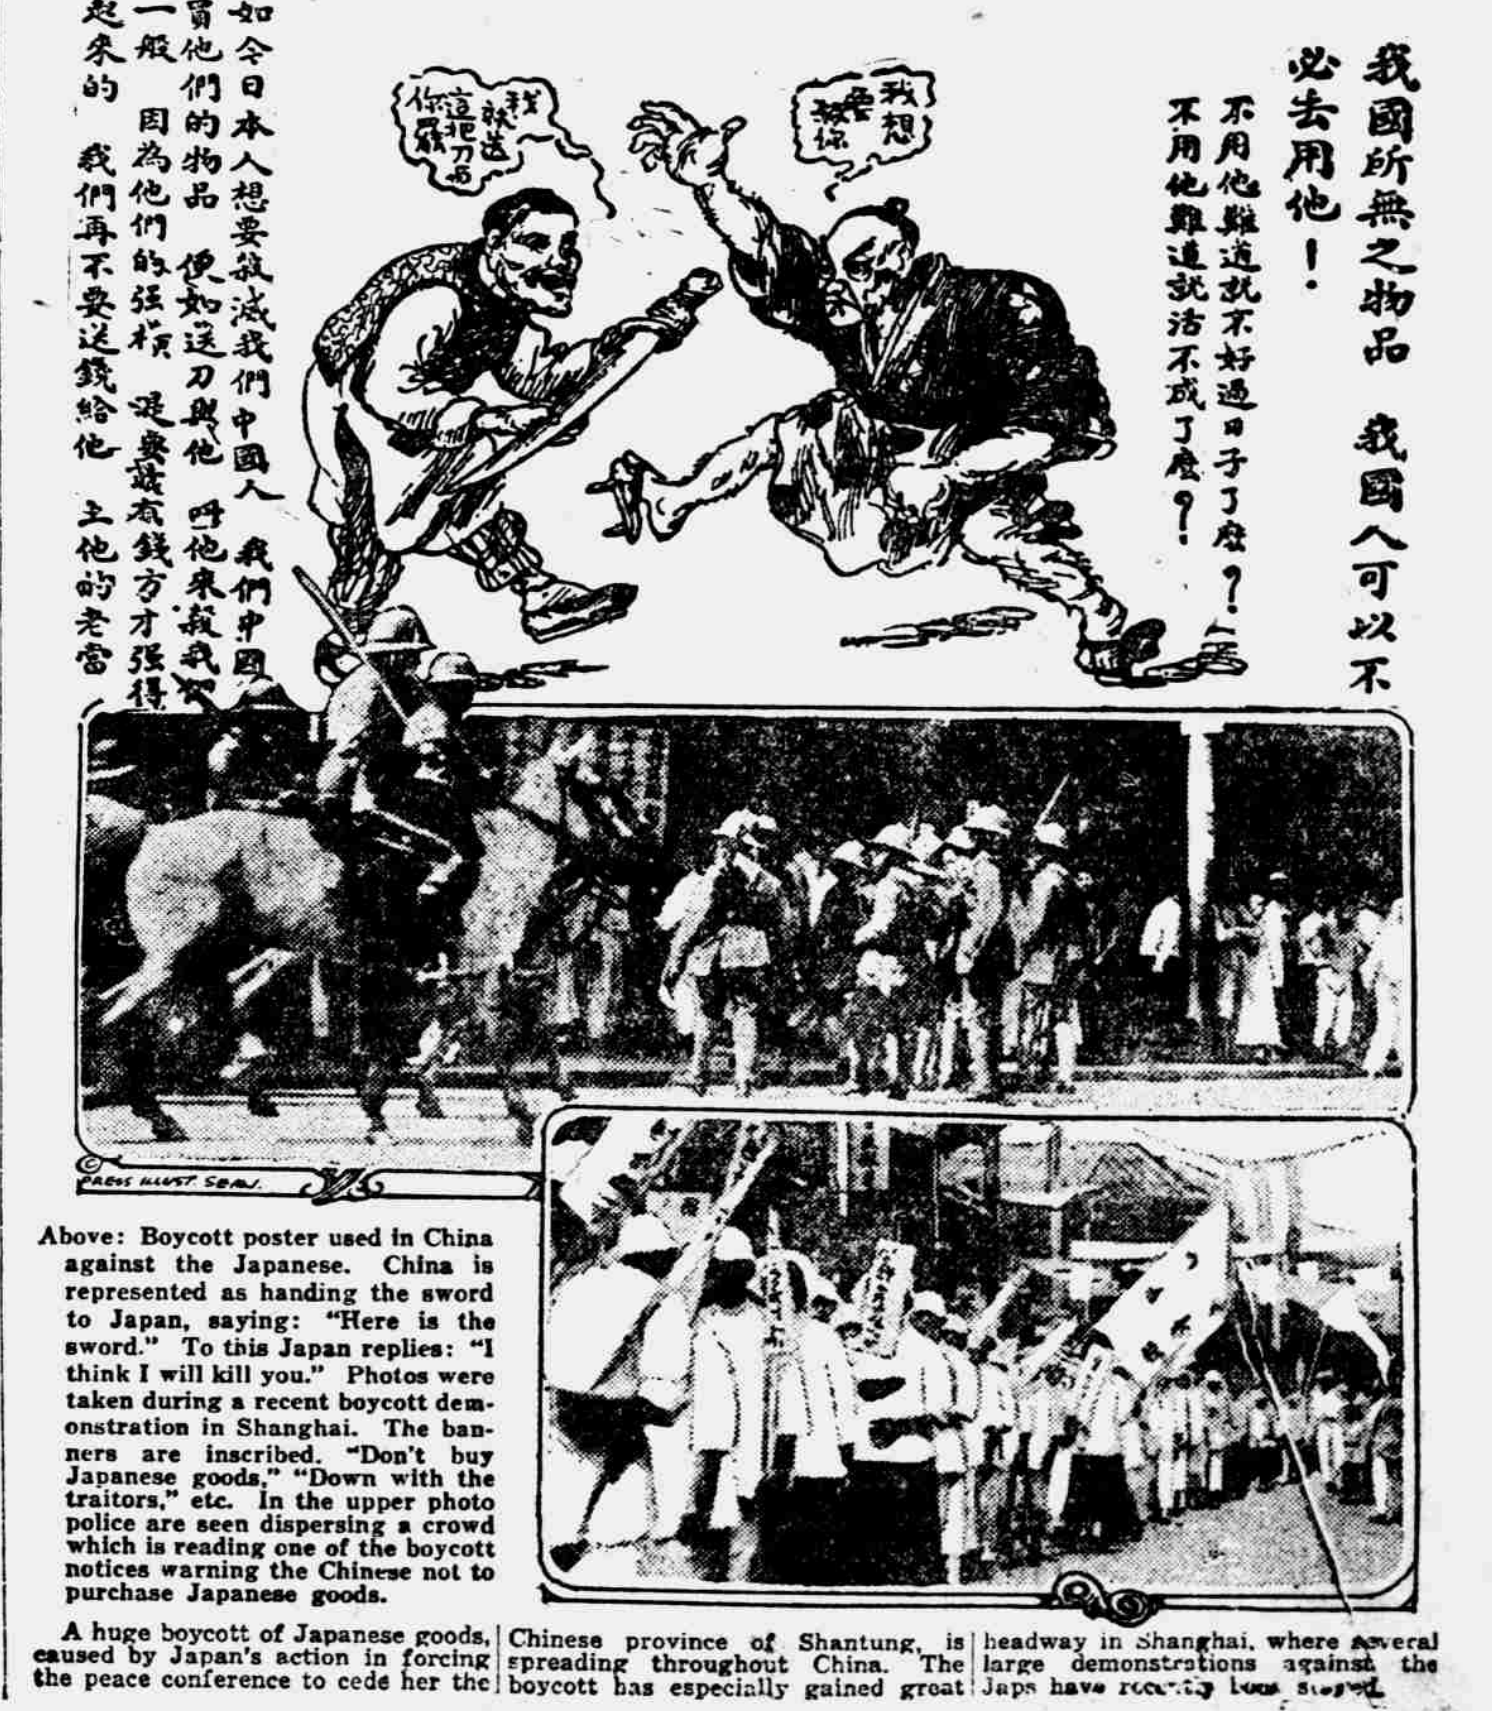 我國所無之物品 我國人可以不
必去用他！
不用他難道説不好過日子了麽？
不用他難道説活不成了麽？
我想
要
殺你
我
就送
這把刀與
你罷
如今日本人想要殺滅我們中國人 我們中國
買他們的物品 便如送刀與他 叫他來殺我們
一般 因為他們的强横 是要款有錢方才强得
起來的 我們再不要送錢給他 上他的老當
©
PRESS ILLUST. SERV.
Above: Boycott poster used in China
against the Japanese. China is
represented as handing the sword
to Japan, saying: "Here is the
sword." To this Japan replies: "I
think I will kill you." Photos were
taken during a recent boycott dem-
onstration in Shanghai. The ban-
ners are inscribed. "Don't buy
Japanese goods," "Down with the
traitors," etc. In the upper photo
police are seen dispersing a crowd
which is reading one of the boycott
notices warning the Chinese not to
purchase Japanese goods.
A huge boycott of Japanese goods,
caused by Japan's action in forcing
the peace conference to cede her the
Chinese province of Shantung, is
spreading throughout China. The
boycott has especially gained great
headway in Shanghai, where several
large demonstrations against the
Japs have recently been staged.